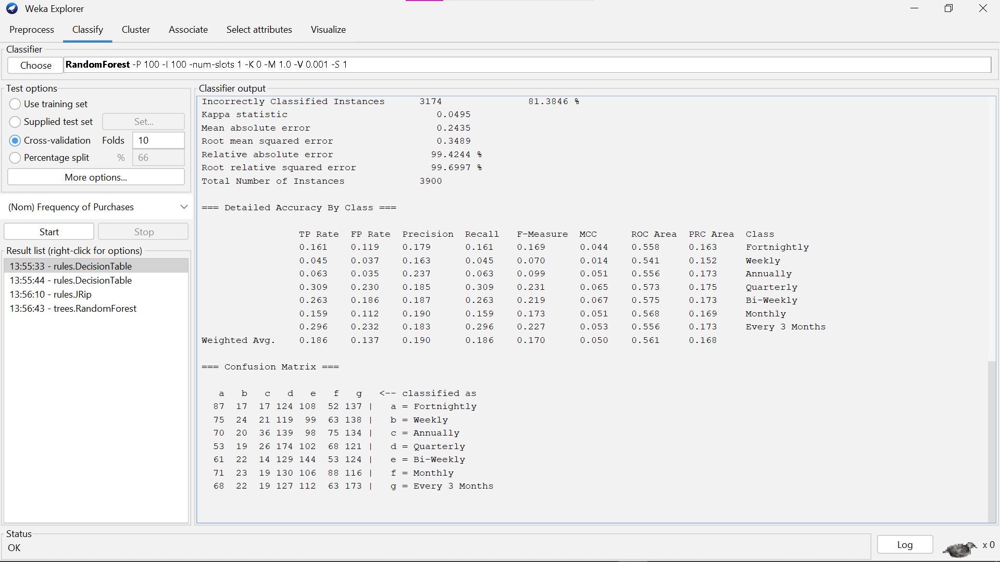 Weka Explorer
Preprocess Classify Cluster Associate Select attributes Visualize
Classifier
Choose RandomForest -P 100 -I 100 -num-slots 1 -K 0 -M 1.0 -V 0.001 -S 1
Test options
Use training set
Supplied test set Set...
Cross-validation Folds 10
Percentage split % 66
More options...
(Nom) Frequency of Purchases
Start Stop
Result list (right-click for options)
13:55:33 - rules.DecisionTable
13:55:44 - rules.DecisionTable
13:56:10 - rules.JRip
13:56:43 - trees.RandomForest
Classifier output
Incorrectly Classified Instances 3174 81.3846 %
Kappa statistic 0.0495
Mean absolute error 0.2435
Root mean squared error 0.3489
Relative absolute error 99.4244 %
Root relative squared error 99.6997 %
Total Number of Instances 3900
=== Detailed Accuracy By Class ===
TP Rate FP Rate Precision Recall F-Measure MCC ROC Area PRC Area Class
0.161 0.119 0.179 0.161 0.169 0.044 0.558 0.163 Fortnightly
0.045 0.037 0.163 0.045 0.070 0.014 0.541 0.152 Weekly
0.063 0.035 0.237 0.063 0.099 0.051 0.556 0.173 Annually
0.309 0.230 0.185 0.309 0.231 0.065 0.573 0.175 Quarterly
0.263 0.186 0.187 0.263 0.219 0.067 0.575 0.173 Bi-Weekly
0.159 0.112 0.190 0.159 0.173 0.051 0.568 0.169 Monthly
0.296 0.232 0.183 0.296 0.227 0.053 0.556 0.173 Every 3 Months
Weighted Avg. 0.186 0.137 0.190 0.186 0.170 0.050 0.561 0.168
=== Confusion Matrix ===
a b c d e f g <-- classified as
87 17 17 124 108 52 137 | a = Fortnightly
75 24 21 119 99 63 138 | b = Weekly
70 20 36 139 98 75 134 | c = Annually
53 19 26 174 102 68 121 | d = Quarterly
61 22 14 129 144 53 124 | e = Bi-Weekly
71 23 19 130 106 88 116 | f = Monthly
68 22 19 127 112 63 173 | g = Every 3 Months
Status
OK
Log x 0